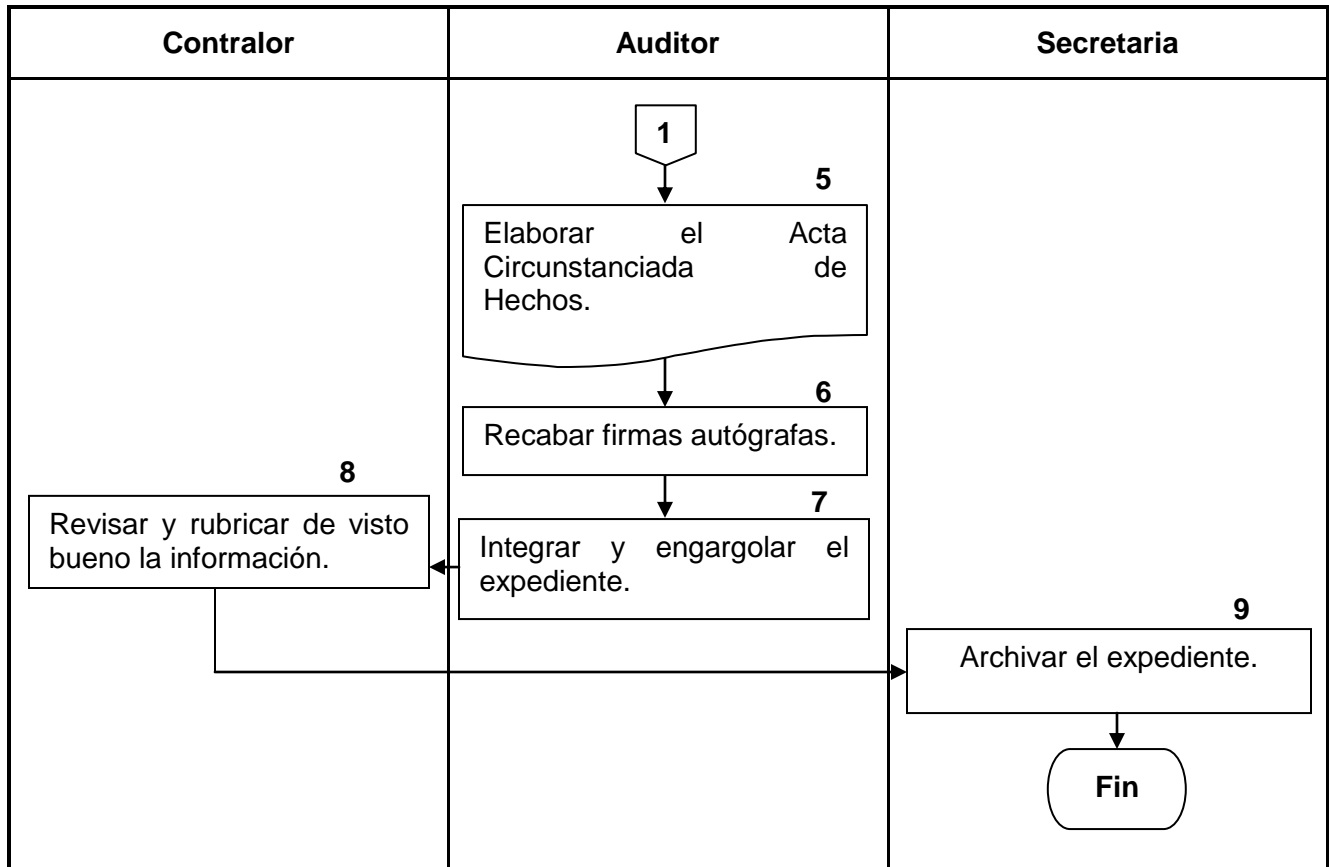 Contralor
Auditor
Secretaria
1
5
Elaborar el Acta
Circunstanciada de
Hechos.
6
Recabar firmas autógrafas.
7
Integrar y engargolar el
expediente.
8
Revisar y rubricar de visto
bueno la información.
9
Archivar el expediente.
Fin